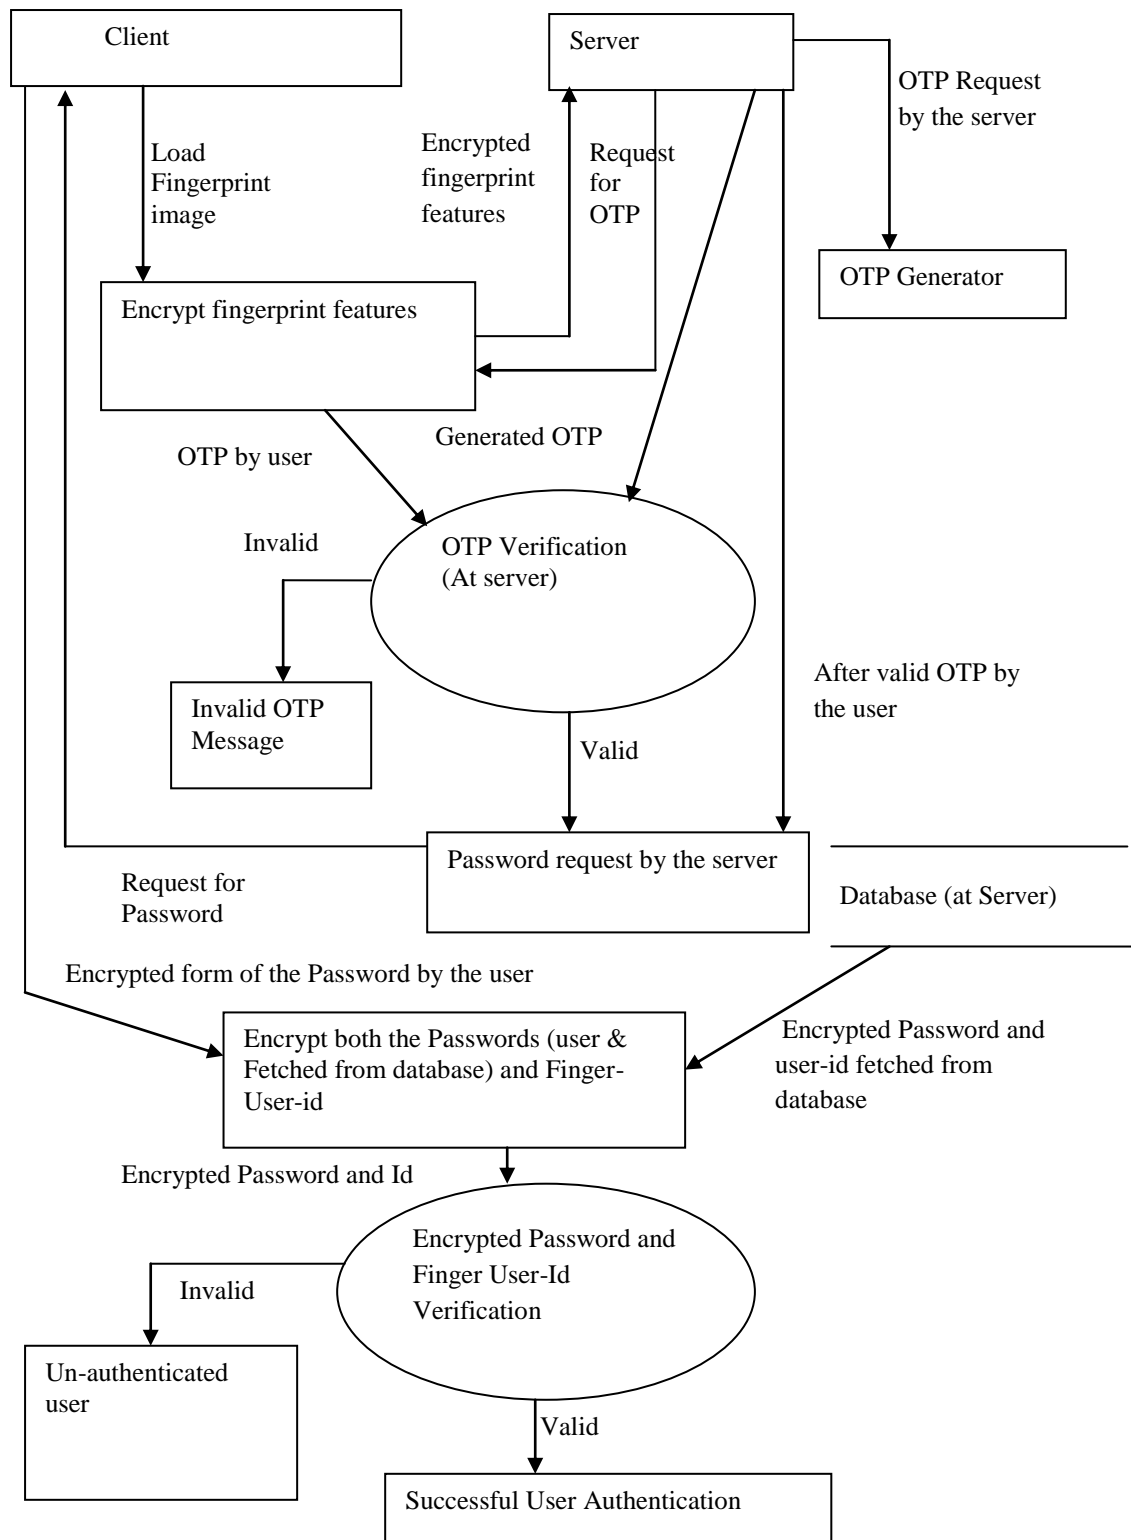 Client
Server
OTP Request
by the server
Load
Fingerprint
image
Encrypted
fingerprint
features
Request
for
OTP
OTP Generator
Encrypt fingerprint features
OTP by user
Generated OTP
Invalid
OTP Verification
(At server)
Invalid OTP
Message
Valid
After valid OTP by
the user
Password request by the server
Request for
Password
Database (at Server)
Encrypted form of the Password by the user
Encrypt both the Passwords (user &
Fetched from database) and Finger-
User-id
Encrypted Password and
user-id fetched from
database
Encrypted Password and Id
Encrypted Password and
Finger User-Id
Verification
Invalid
Un-authenticated
user
Valid
Successful User Authentication